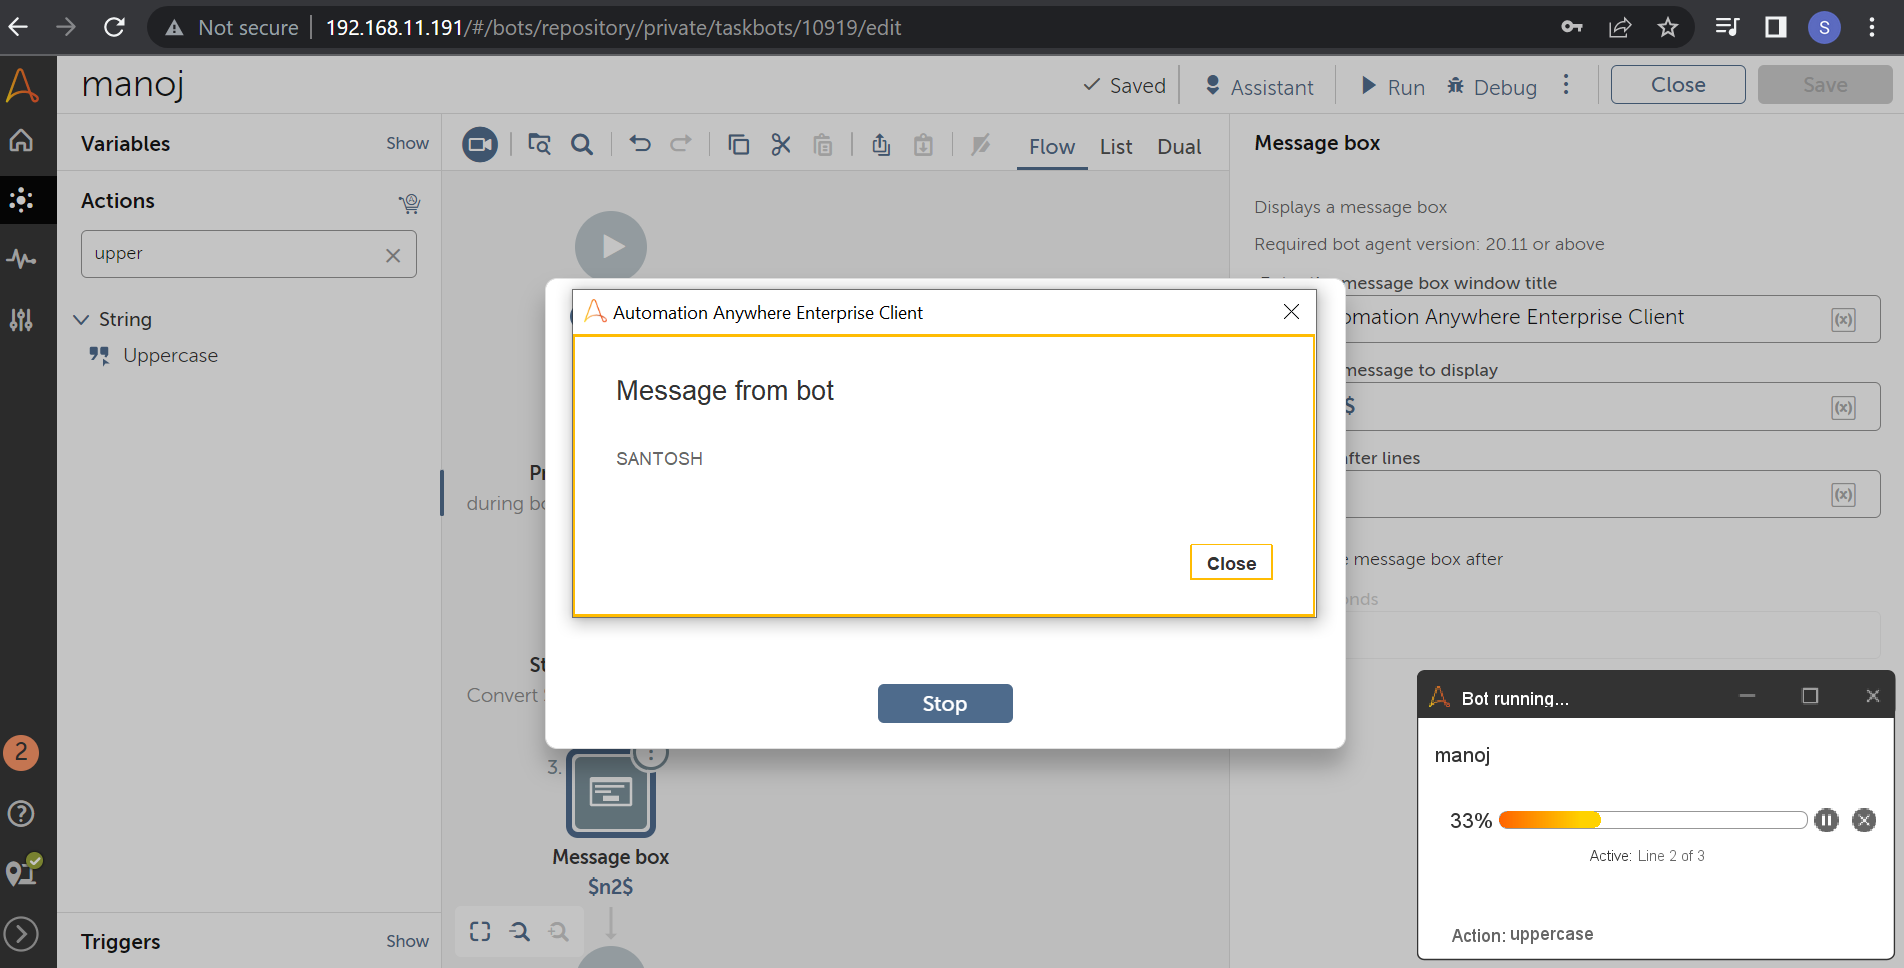 Not secure 192.168.11.191/#/bots/repository/private/taskbots/10919/edit S
manoj
Saved Assistant Run Debug Close Save
Variables Show
Flow List Dual
Actions
upper
String
Uppercase
Message box
Displays a message box
Required bot agent version: 20.11 or above
message box window title
omation Anywhere Enterprise Client
(x)
message to display
$
(x)
fter lines
(x)
message box after
onds
Automation Anywhere Enterprise Client
Message from bot
SANTOSH
Close
Stop
Pr
during bo
St
Convert
3.
Message box
$n2$
2
Triggers Show
Bot running...
manoj
33%
Active: Line 2 of 3
Action: uppercase